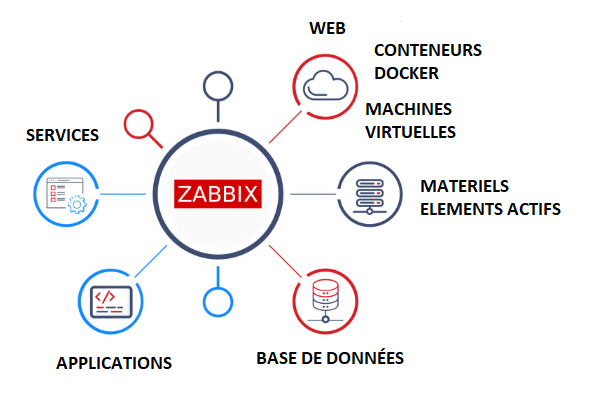 WEB
CONTENEURS
DOCKER
MACHINES
VIRTUELLES
SERVICES
ZABBIX
MATERIELS
ELEMENTS ACTIFS
APPLICATIONS
BASE DE DONNÉES